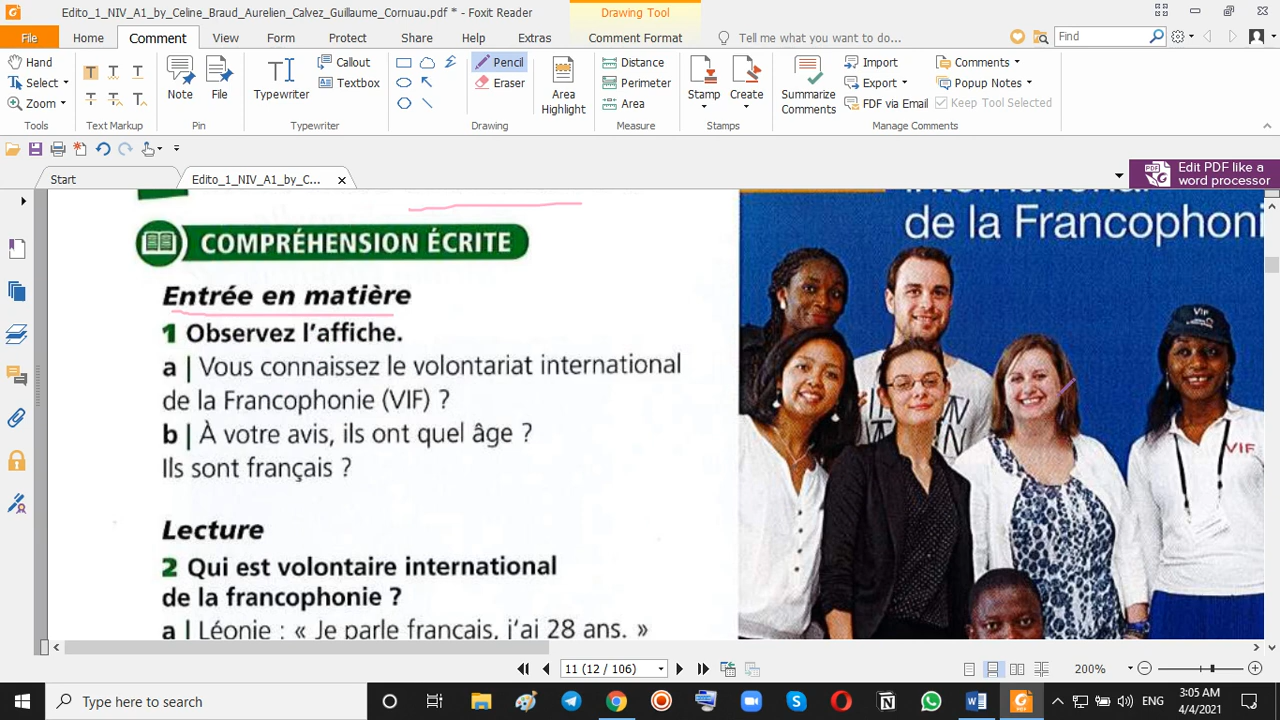 Edito_1_NIV_A1_by_Celine_Braud_Aurelien_Calvez_Guillaume_Cornuau.pdf * - Foxit Reader
Drawing Tool
File
Home
Comment
View
Form
Protect
Share
Help
Extras
Comment Format
Tell me what you want to do...
Find
Hand
Select
Zoom
Tools
Text Markup
Note
File
Pin
Typewriter
Callout
Textbox
Typewriter
Pencil
Eraser
Drawing
Area
Highlight
Distance
Perimeter
Area
Measure
Stamp
Create
Stamps
Summarize
Comments
Import
Export
FDF via Email
Comments
Popup Notes
Keep Tool Selected
Manage Comments
Start
Edito_1_NIV_A1_by_C...
Edit PDF like a
word processor
de la Francophoni
COMPRÉHENSION ÉCRITE
Entrée en matière
1 Observez l'affiche.
a | Vous connaissez le volontariat international
de la Francophonie (VIF) ?
b | À votre avis, ils ont quel âge ?
Ils sont français ?
Lecture
2 Qui est volontaire international
de la francophonie ?
a | Léonie : « Je parle français, j'ai 28 ans. »
VIF
VIF
11 (12 / 106)
200%
Type here to search
ENG
3:05 AM
4/4/2021